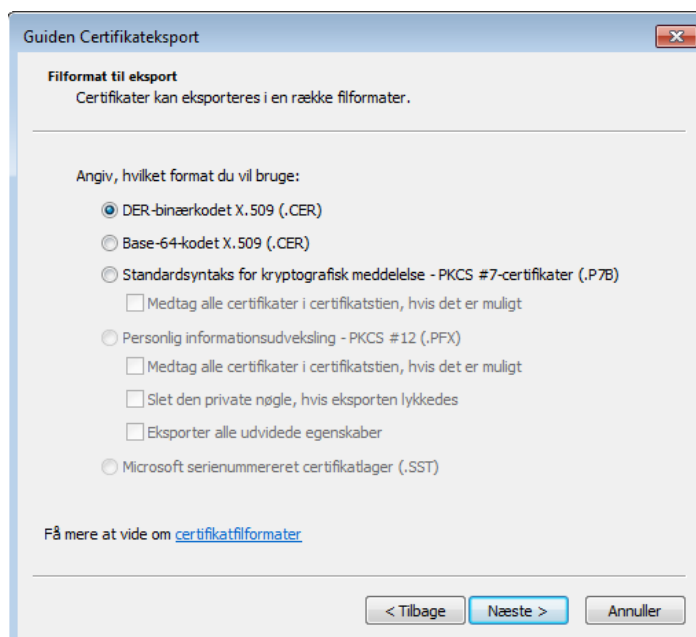 Guiden Certifikateksport
Filformat til eksport
Certifikater kan eksporteres i en række filformater.
Angiv, hvilket format du vil bruge:
DER-binærkodet X.509 (.CER)
Base-64-kodet X.509 (.CER)
Standardsyntaks for kryptografisk meddelelse - PKCS #7-certifikater (.P7B)
Medtag alle certifikater i certifikatstien, hvis det er muligt
Personlig informationsudveksling - PKCS #12 (.PFX)
Medtag alle certifikater i certifikatstien, hvis det er muligt
Slet den private nøgle, hvis eksporten lykkedes
Eksporter alle udvidede egenskaber
Microsoft serienummereret certifikatlager (.SST)
Få mere at vide om certifikatfilformater
< Tilbage Næste > Annuller